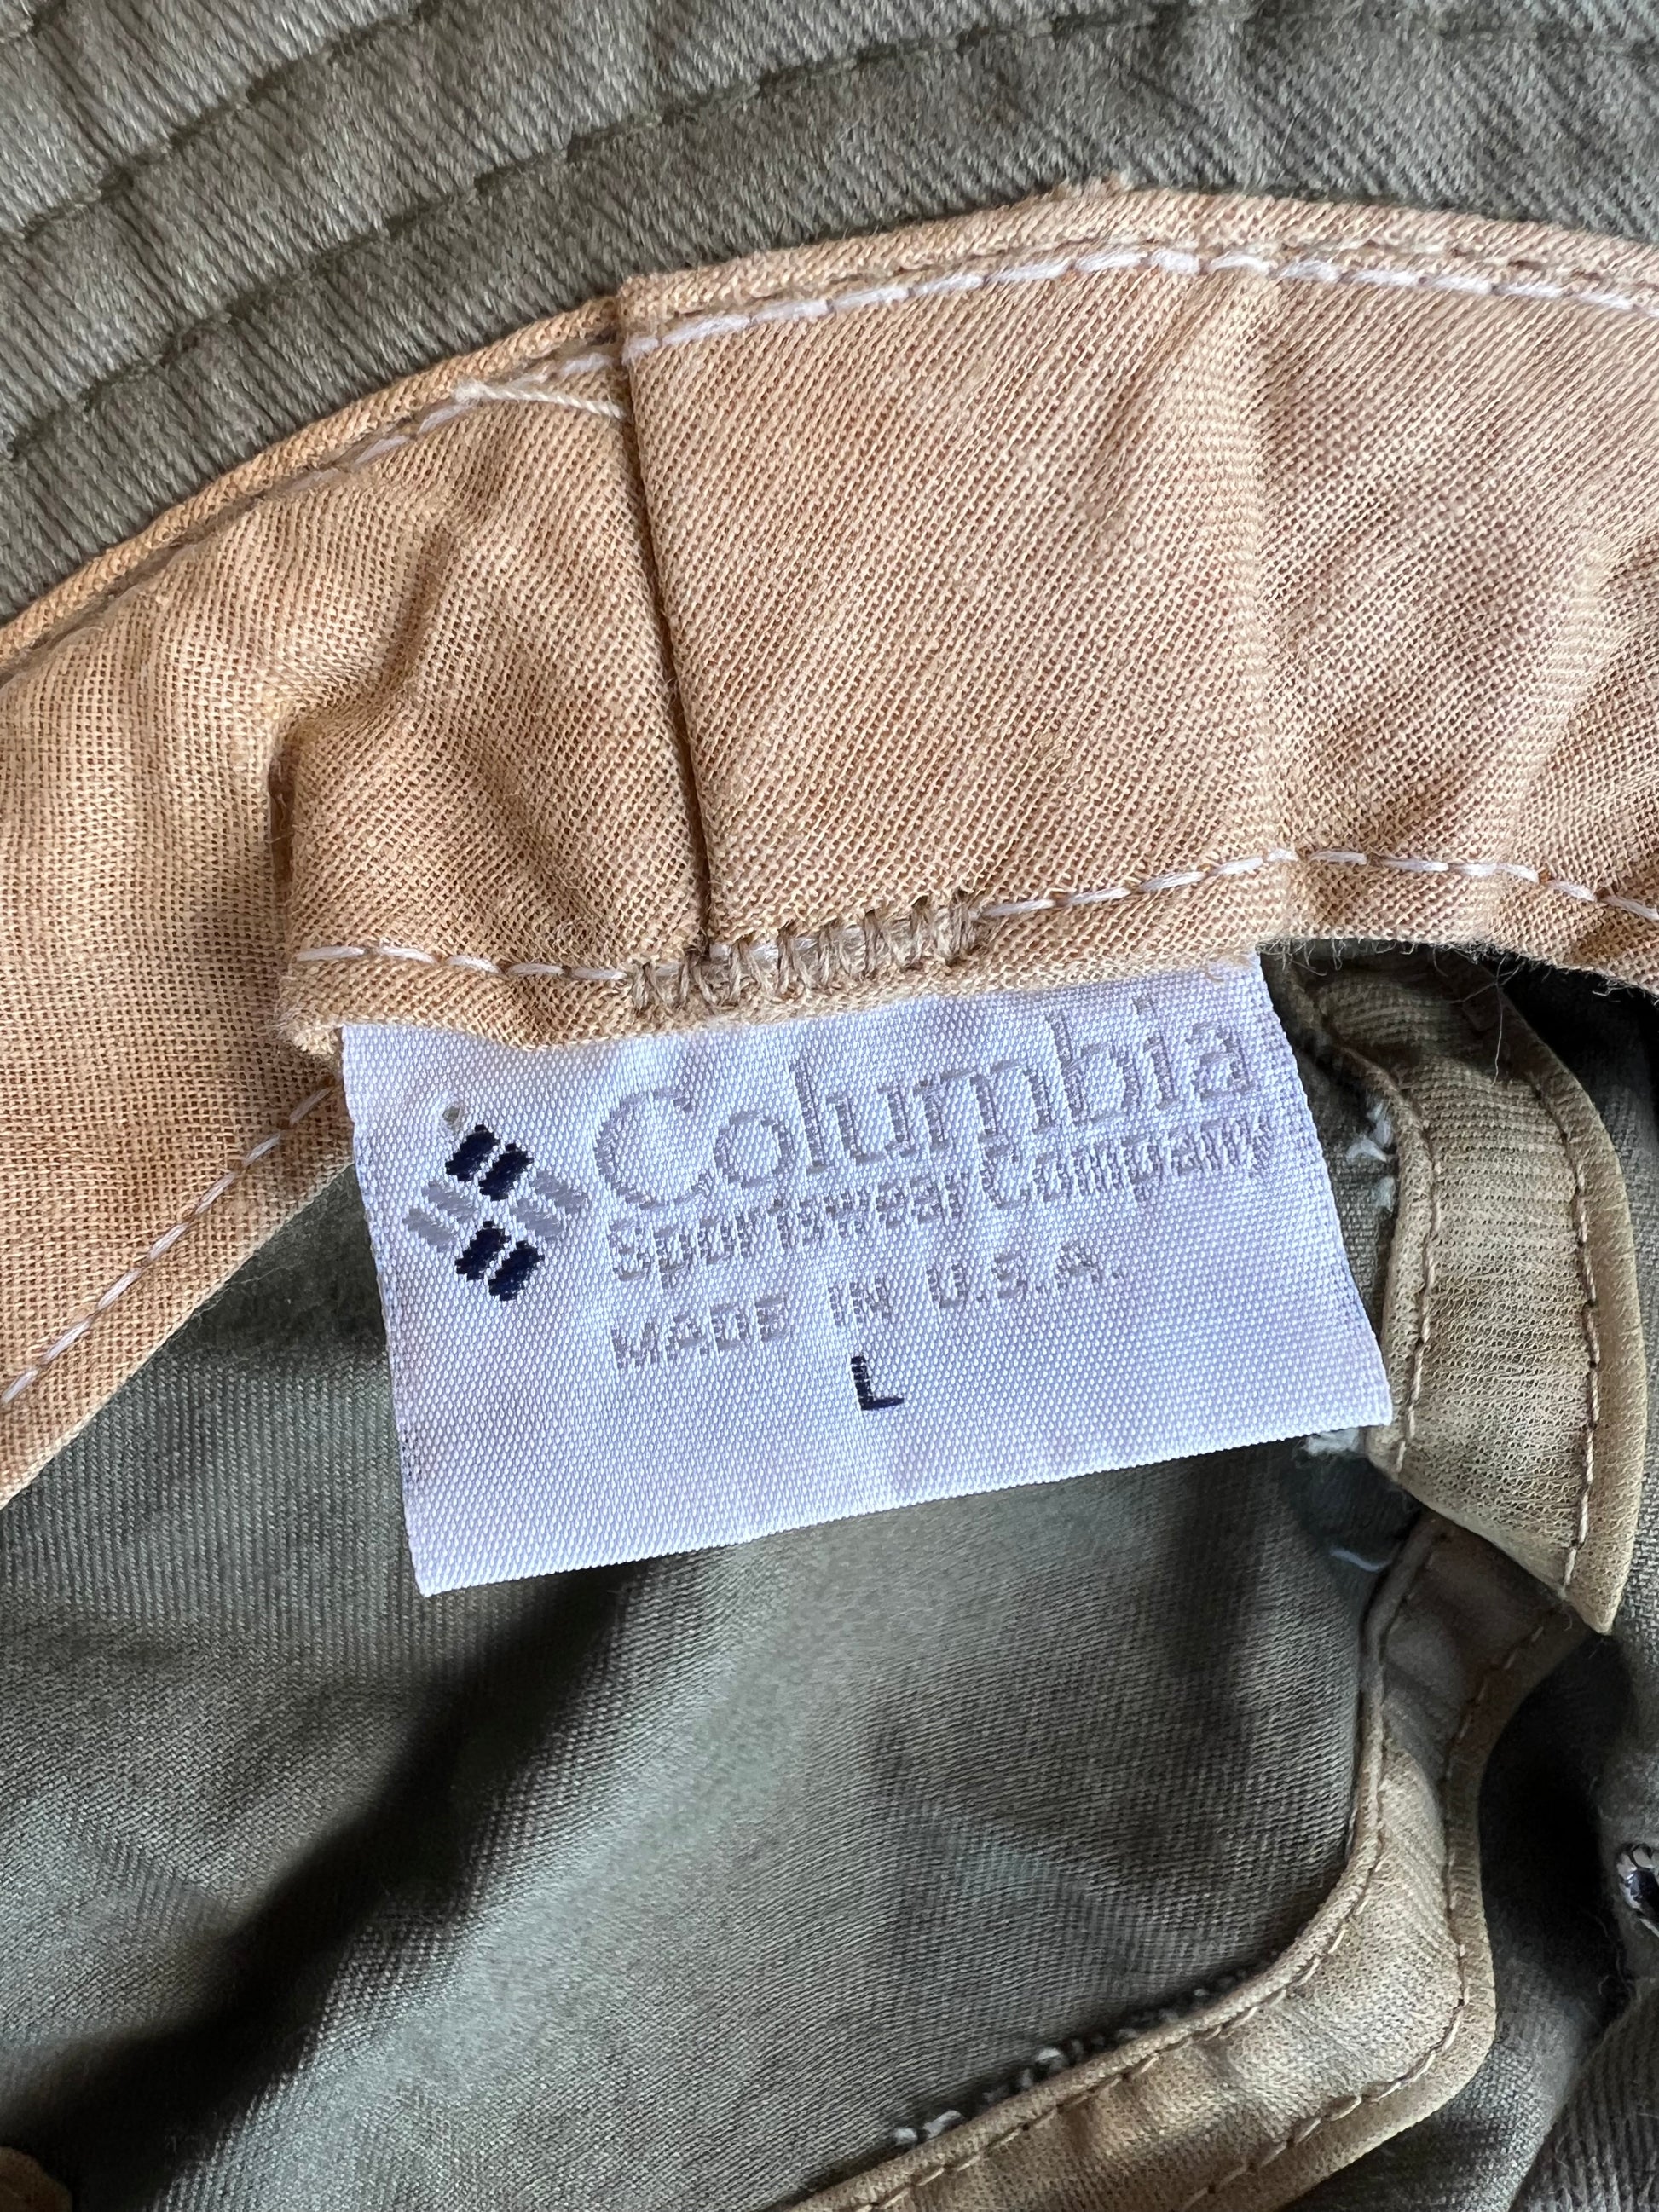 Columbia
Sportswear Company
MADE IN U.S.A.
L